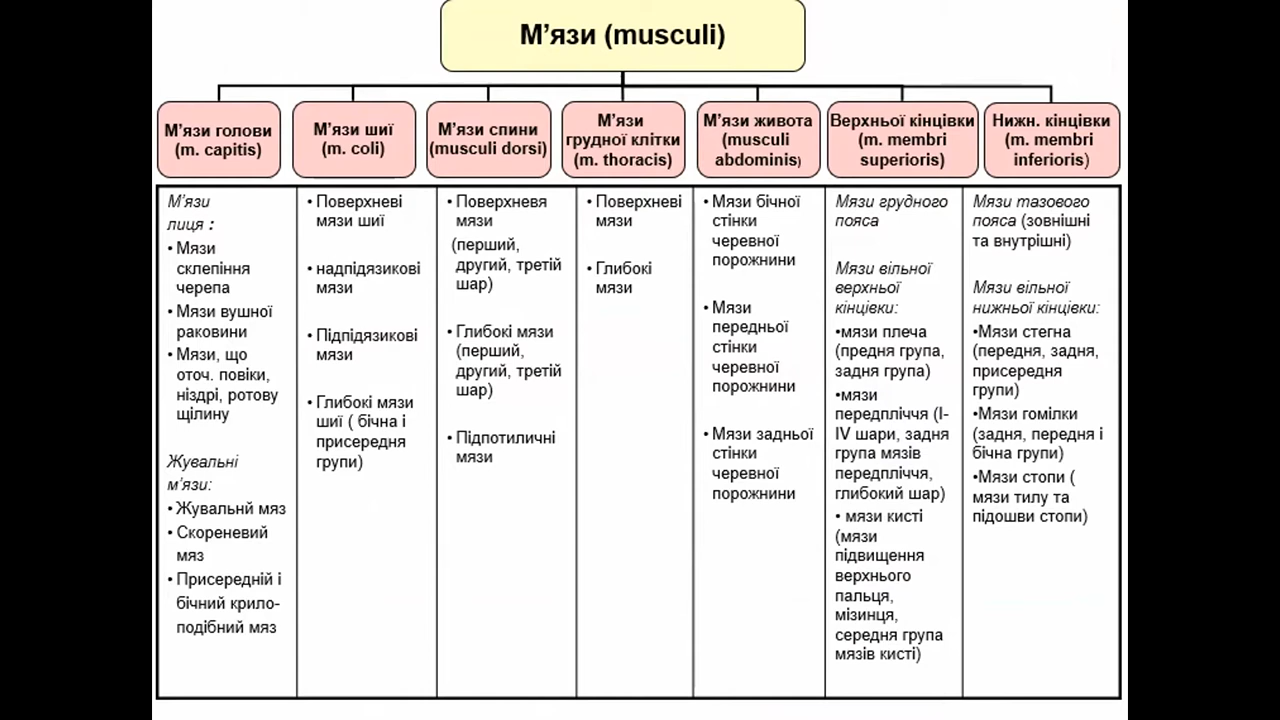 М’язи (musculi)
М’язи голови
(m. capitis)
М’язи шиї
(m. coli)
М’язи спини
(musculi dorsi)
М’язи
грудної клітки
(m. thoracis)
М’язи живота
(musculi
abdominis)
Верхньої кінцівки
(m. membri
superioris)
Нижн. кінцівки
(m. membri
inferioris)
М’язи
лиця :
• Мязи
склепіння
черепа
• Мязи вушної
раковини
• Мязи, що
оточ. повіки,
ніздрі, ротову
щілину
Жувальні
м’язи:
• Жувальнй мяз
• Скореневий
мяз
• Присередній і
бічний крило-
подібний мяз
• Поверхневі
мязи шиї
• надпідязикові
мязи
• Підпідязикові
мязи
• Глибокі мязи
шиї ( бічна і
присередня
групи)
• Поверхневя
мязи
(перший,
другий, третій
шар)
• Глибокі мязи
(перший,
другий, третій
шар)
• Підпотиличні
мязи
• Поверхневі
мязи
• Глибокі
мязи
• Мязи бічної
стінки
черевної
порожнини
• Мязи
передньої
стінки
черевної
порожнини
• Мязи задньої
стінки
черевної
порожнини
Мязи грудного
пояса
Мязи вільної
верхньої
кінцівки:
•мязи плеча
(предня група,
задня група)
•мязи
передпліччя (І-
IV шари, задня
група мязів
передпліччя,
глибокий шар)
• мязи кисті
(мязи
підвищення
верхнього
пальця,
мізинця,
середня група
мязів кисті)
Мязи тазового
пояса (зовнішні
та внутрішні)
Мязи вільної
нижньої кінцівки:
•Мязи стегна
(передня, задня,
присередня
групи)
•Мязи гомілки
(задня, передня і
бічна групи)
•Мязи стопи (
мязи тилу та
підошви стопи)